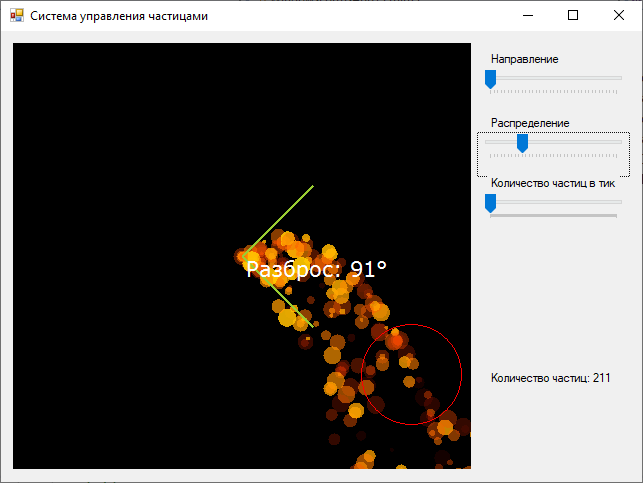 Система управления частицами
Направление
Распределение
Количество частиц в тик
Разброс: 91°
Количество частиц: 211